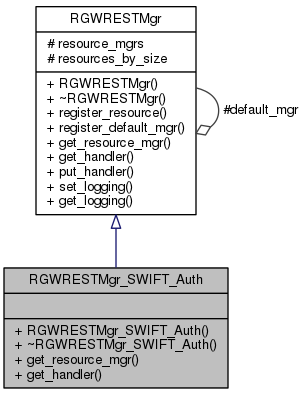 RGWRESTMgr
# resource_mgrs
# resources_by_size
+ RGWRESTMgr()
+ ~RGWRESTMgr()
+ register_resource()
+ register_default_mgr()
+ get_resource_mgr()
+ get_handler()
+ put_handler()
+ set_logging()
+ get_logging()
#default_mgr
RGWRESTMgr_SWIFT_Auth
+ RGWRESTMgr_SWIFT_Auth()
+ ~RGWRESTMgr_SWIFT_Auth()
+ get_resource_mgr()
+ get_handler()